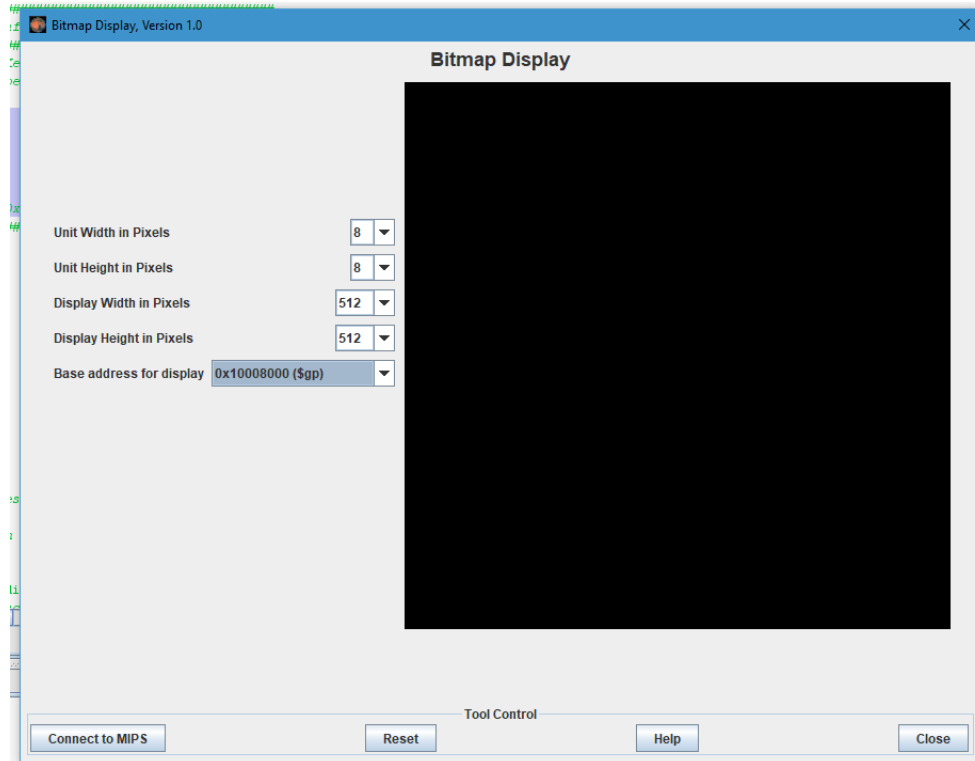 Bitmap Display, Version 1.0
Bitmap Display
Unit Width in Pixels 8
Unit Height in Pixels 8
Display Width in Pixels 512
Display Height in Pixels 512
Base address for display 0x10008000 ($gp)
Tool Control
Connect to MIPS Reset Help Close